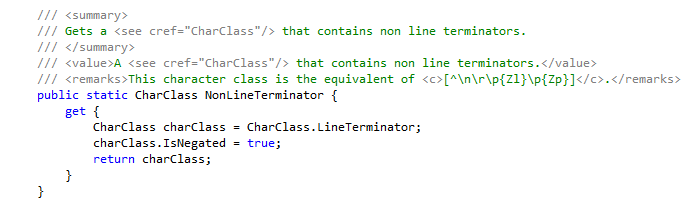 /// <summary>
/// Gets a <see cref="CharClass"/> that contains non line terminators.
/// </summary>
/// <value>A <see cref="CharClass"/> that contains non line terminators.</value>
/// <remarks>This character class is the equivalent of <c>[^\n\r\p{Zl}\p{Zp}]</c>.</remarks>
public static CharClass NonLineTerminator {
get {
CharClass charClass = CharClass.LineTerminator;
charClass.IsNegated = true;
return charClass;
}
}